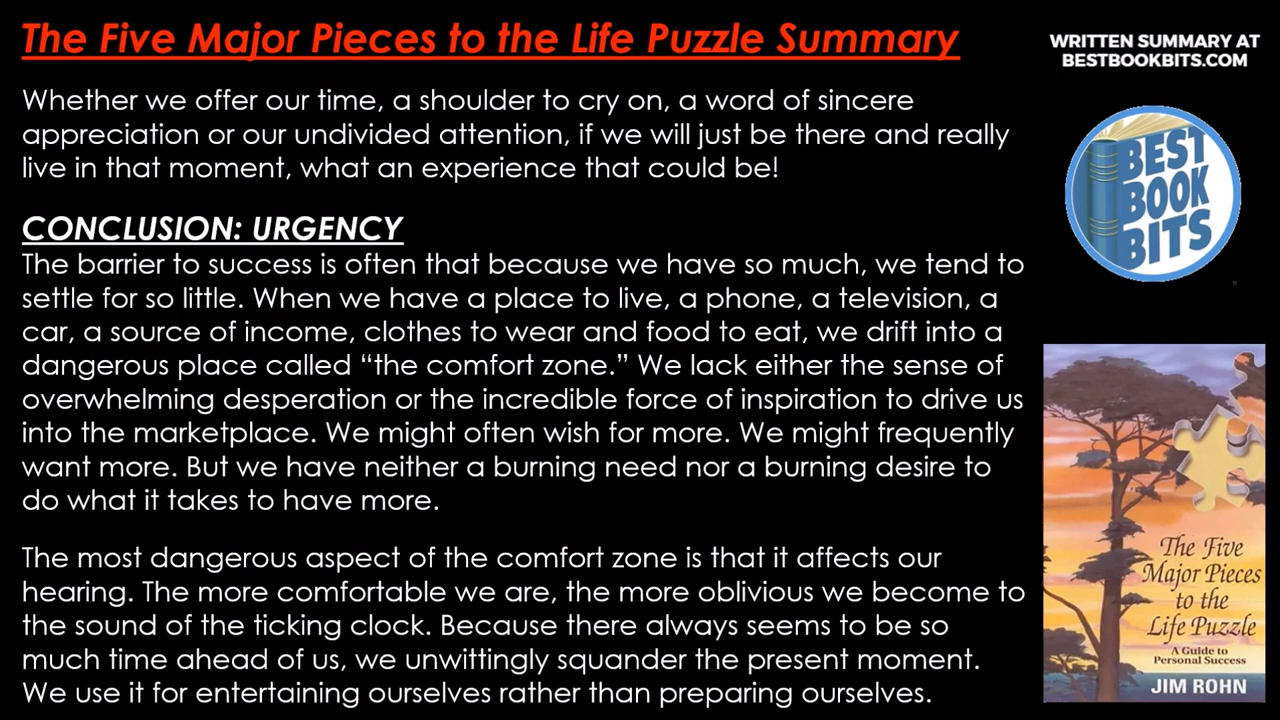 The Five Major Pieces to the Life Puzzle Summary
WRITTEN SUMMARY AT
BESTBOOKBITS.COM
Whether we offer our time, a shoulder to cry on, a word of sincere
appreciation or our undivided attention, if we will just be there and really
live in that moment, what an experience that could be!
BEST
BOOK
BITS
CONCLUSION: URGENCY
The barrier to success is often that because we have so much, we tend to
settle for so little. When we have a place to live, a phone, a television, a
car, a source of income, clothes to wear and food to eat, we drift into a
dangerous place called “the comfort zone.” We lack either the sense of
overwhelming desperation or the incredible force of inspiration to drive us
into the marketplace. We might often wish for more. We might frequently
want more. But we have neither a burning need nor a burning desire to
do what it takes to have more.
The most dangerous aspect of the comfort zone is that it affects our
hearing. The more comfortable we are, the more oblivious we become to
the sound of the ticking clock. Because there always seems to be so
much time ahead of us, we unwittingly squander the present moment.
We use it for entertaining ourselves rather than preparing ourselves.
The Five
Major Pieces
to the
Life Puzzle
A Guide to
Personal Success
JIM ROHN